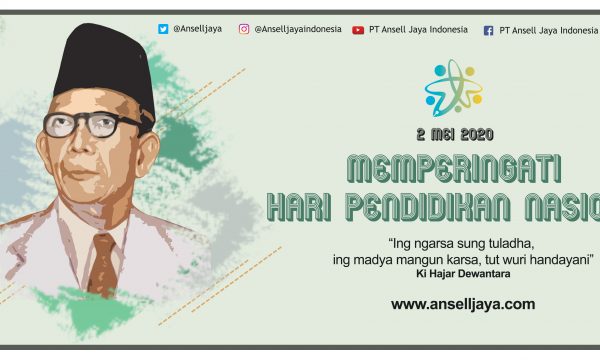 @Anselljaya @Anselljayaindonesia PT Ansell Jaya Indonesia PT Ansell Jaya Indonesia
2 MEI 2020
MEMPERINGATI
HARI PENDIDIKAN NASIO
“Ing ngarsa sung tuladha,
ing madya mangun karsa, tut wuri handayani”
Ki Hajar Dewantara
www.anselljaya.com